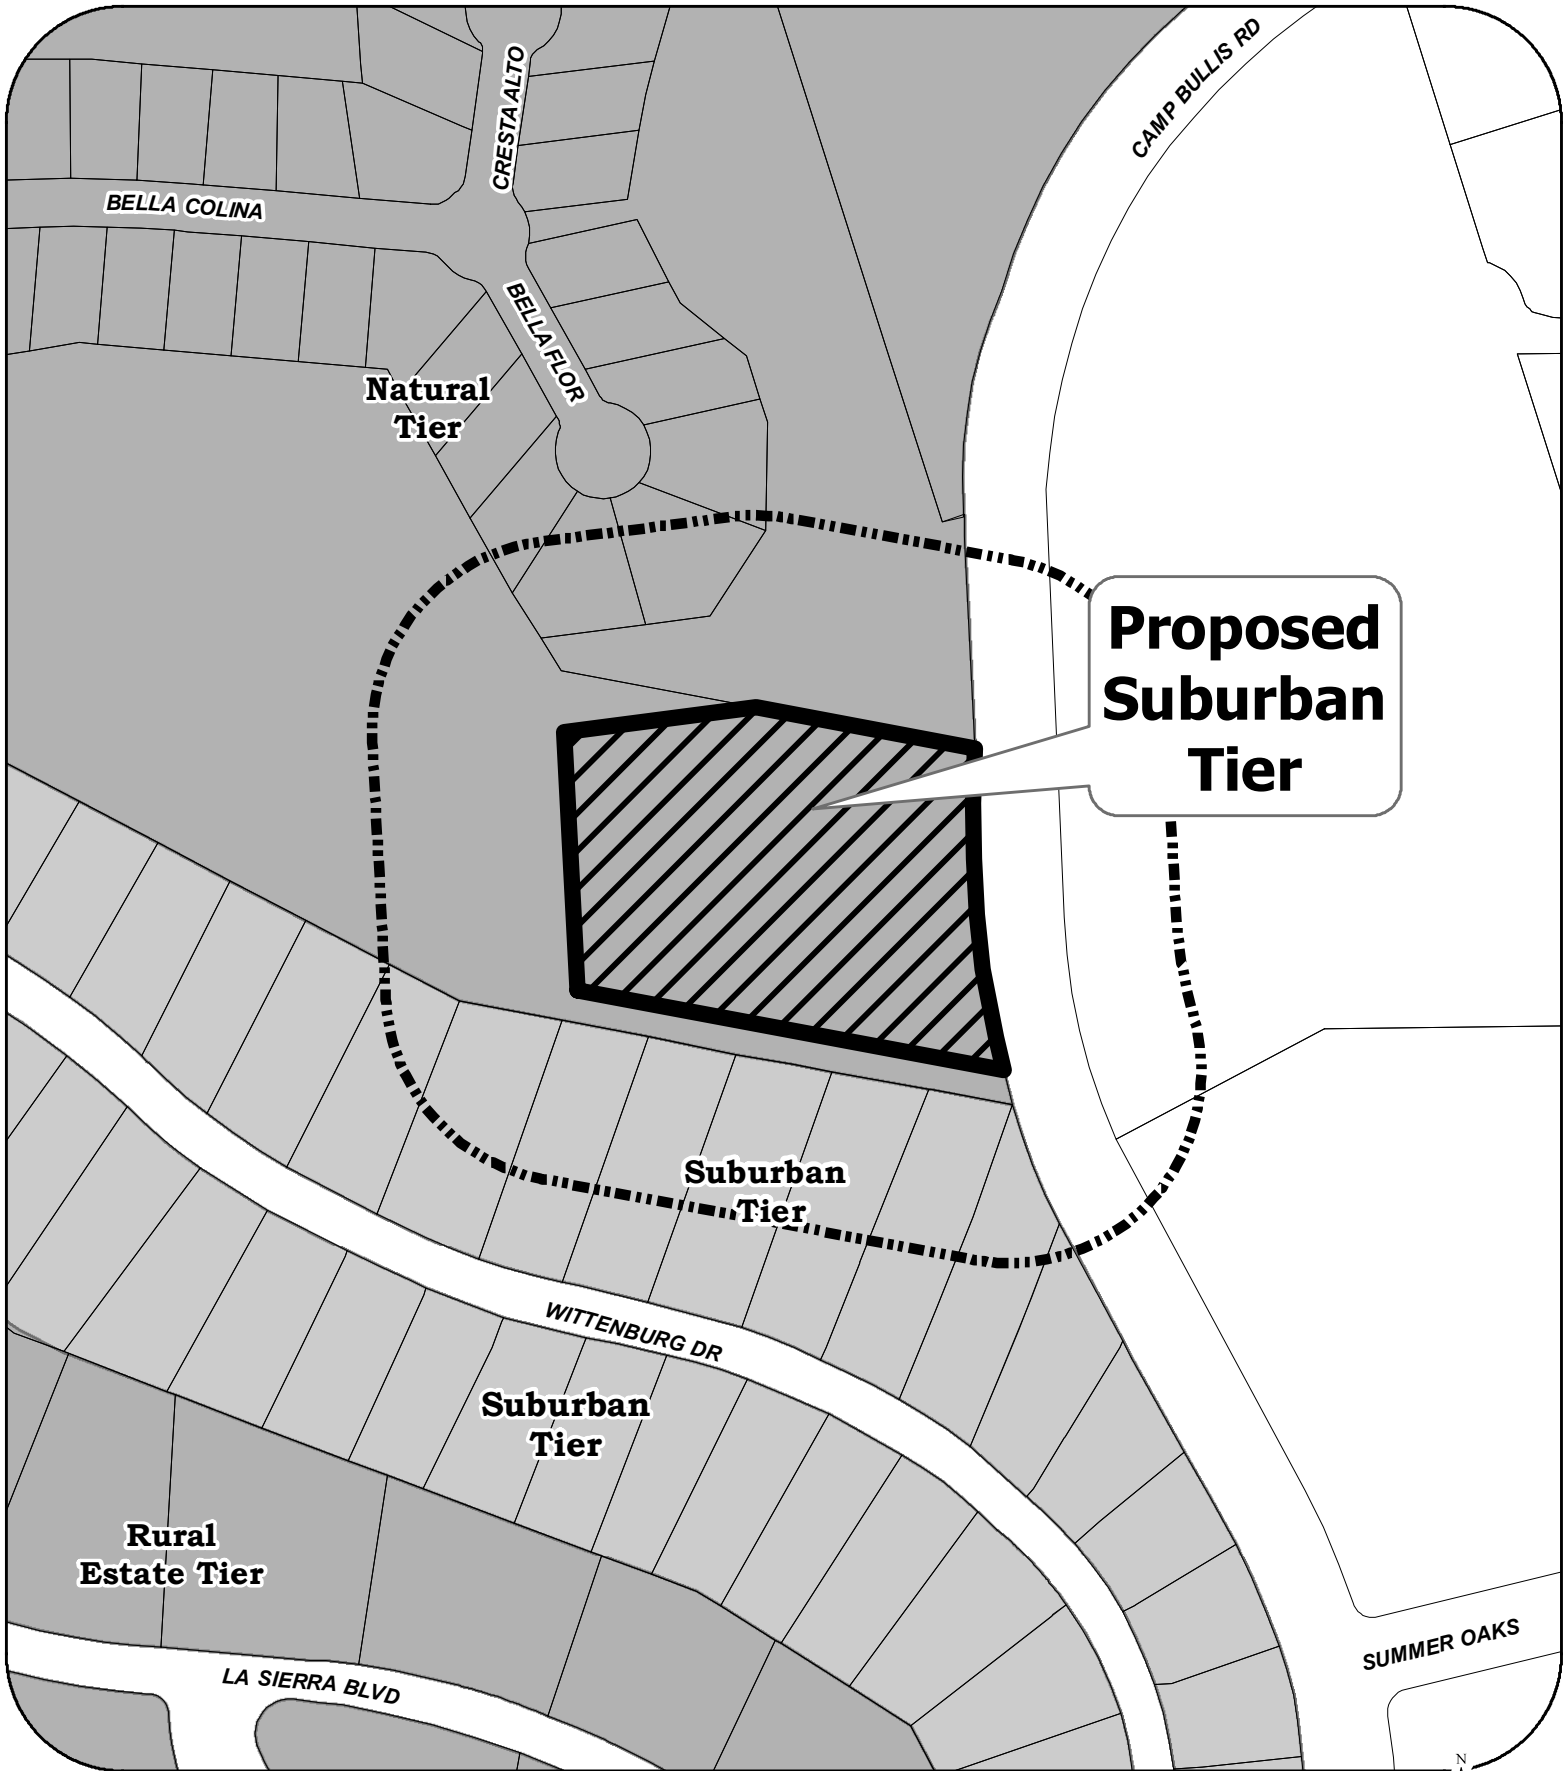 CAMP BULLIS RD
CRESTA ALTO
BELLA COLINA
BELLA FLOR
Natural
Tier
Proposed
Suburban
Tier
Suburban
Tier
WITTENBURG DR
Suburban
Tier
Rural
Estate Tier
SUMMER OAKS
LA SIERRA BLVD
N